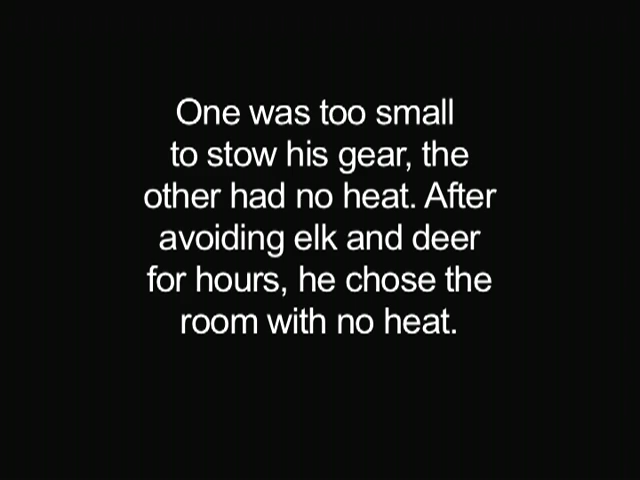 One was too small
to stow his gear, the
other had no heat. After
avoiding elk and deer
for hours, he chose the
room with no heat.